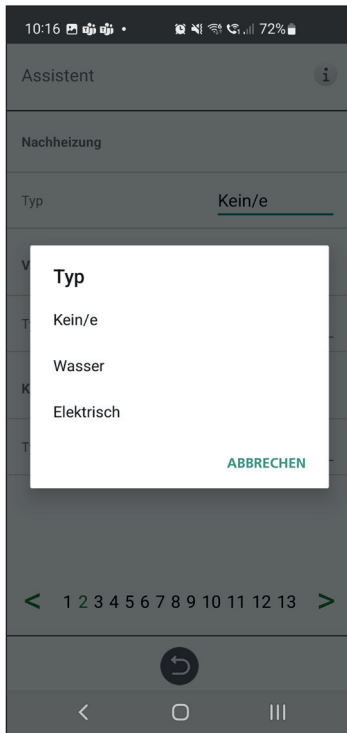 10:16 72%
Assistent i
Nachheizung
Typ Kein/e
V
Typ
T
Kein/e
Wasser
K
Elektrisch
T
ABBRECHEN
< 1 2 3 4 5 6 7 8 9 10 11 12 13 >